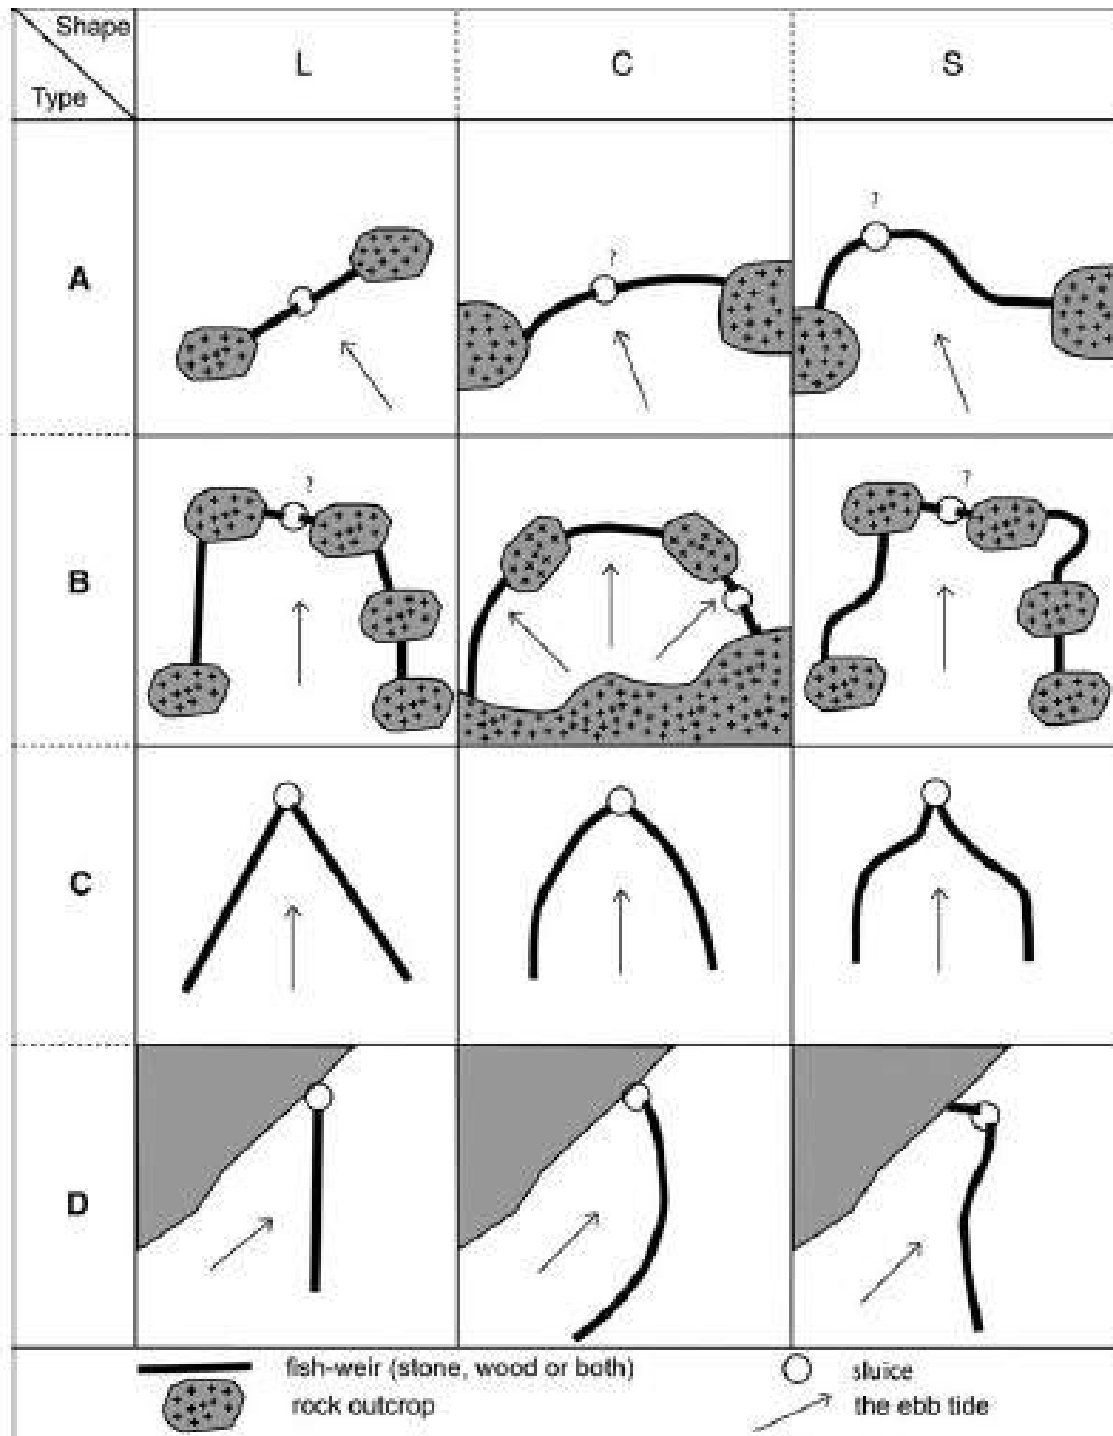 Shape
Type
L C S
A
?
?
B
?
?
C
D
fish-weir (stone, wood or both)
sluice
rock outcrop
the ebb tide